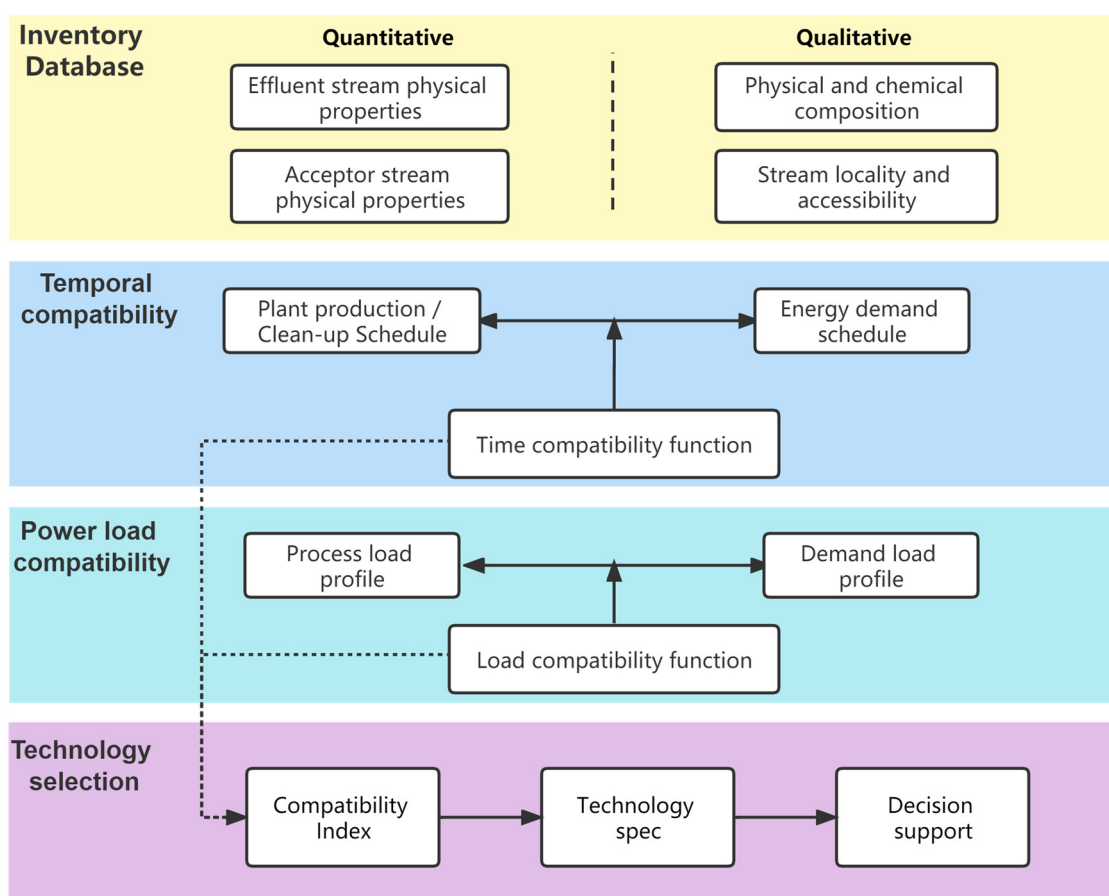 Inventory
Database
Quantitative
Qualitative
Effluent stream physical
properties
Physical and chemical
composition
Acceptor stream
physical properties
Stream locality and
accessibility
Temporal
compatibility
Plant production /
Clean-up Schedule
Energy demand
schedule
Time compatibility function
Power load
compatibility
Process load
profile
Demand load
profile
Load compatibility function
Technology
selection
Compatibility
Index
Technology
spec
Decision
support